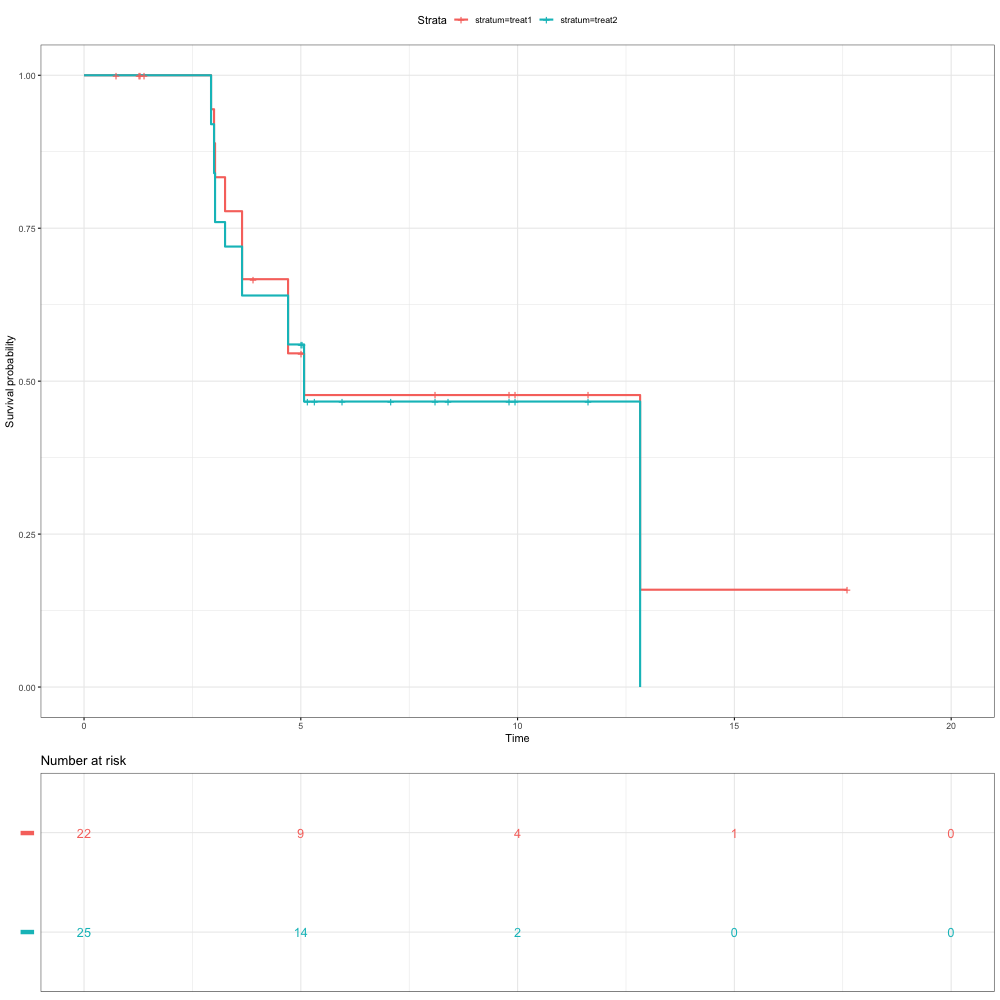 Strata stratum=treat1 stratum=treat2
Survival probability
1.00
0.75
0.50
0.25
0.00
0 5 10 15 20
Time
Number at risk
22 9 4 1 0
25 14 2 0 0